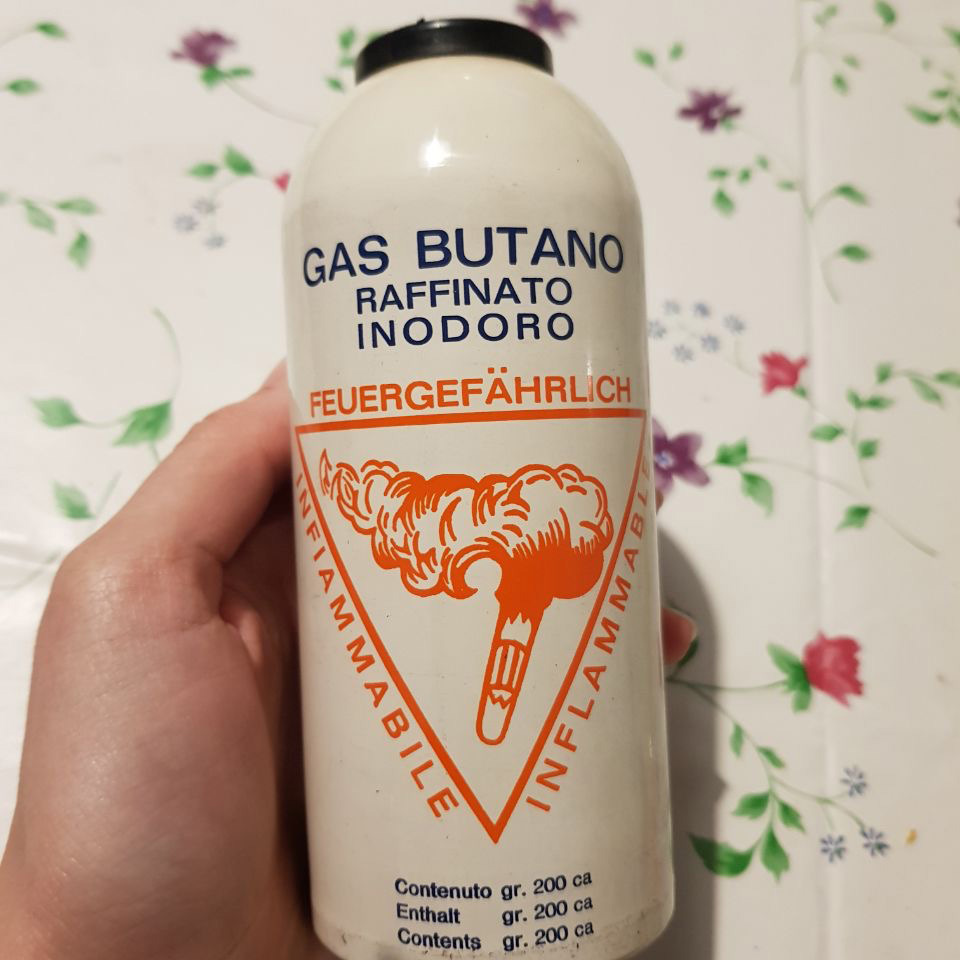 GAS BUTANO
RAFFINATO
INODORO
FEUERGEFÄHRLICH
INFIAMMABILE
INFLAMMABLE
Contenuto gr. 200 ca
Enthalt gr. 200 ca
Contents gr. 200 ca